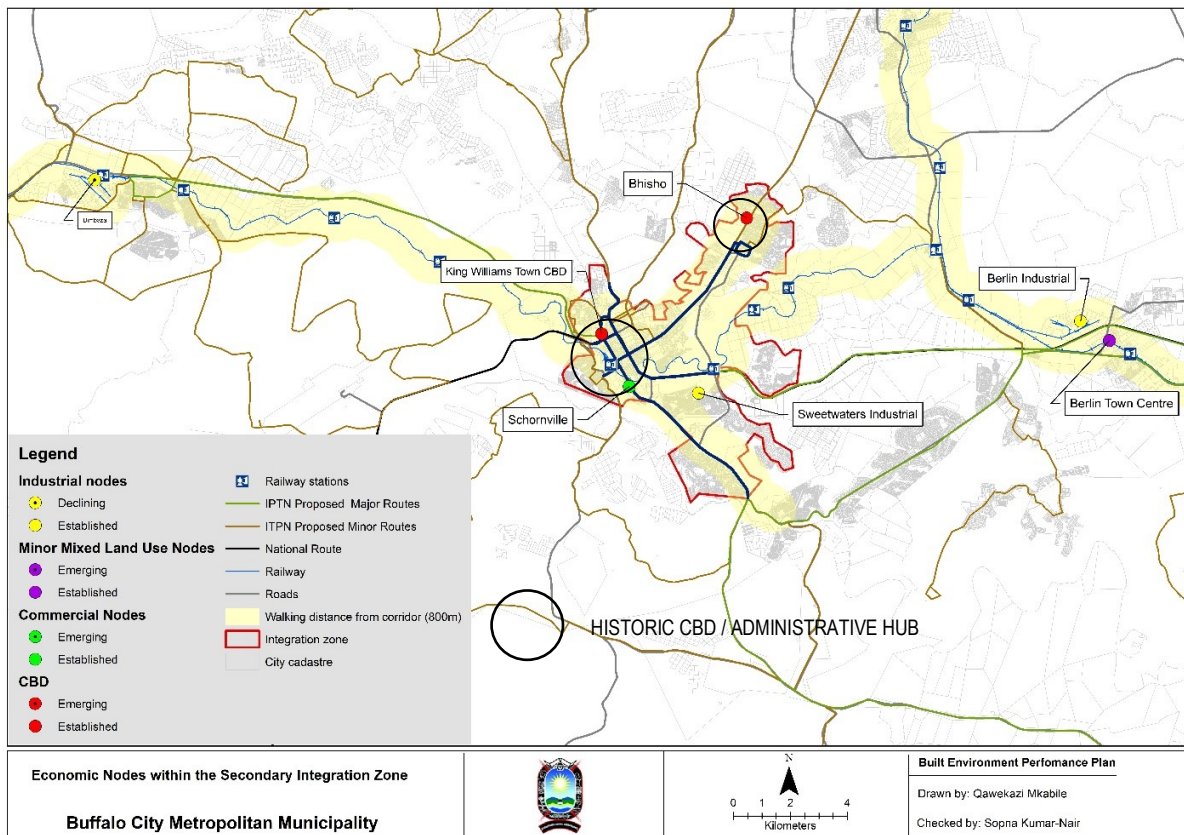 Bhisho
King Williams Town CBD
Berlin Industrial
Berlin Town Centre
Sweetwaters Industrial
Schornville
HISTORIC CBD / ADMINISTRATIVE HUB
Legend
Industrial nodes
Declining
Established
Minor Mixed Land Use Nodes
Emerging
Established
Commercial Nodes
Emerging
Established
CBD
Emerging
Established
Railway stations
IPTN Proposed Major Routes
ITPN Proposed Minor Routes
National Route
Railway
Roads
Walking distance from corridor (800m)
Integration zone
City cadastre
Economic Nodes within the Secondary Integration Zone
Buffalo City Metropolitan Municipality
N
0 1 2 4
Kilometers
Built Environment Perfomance Plan
Drawn by: Qawekazi Mkabile
Checked by: Sopna Kumar-Nair